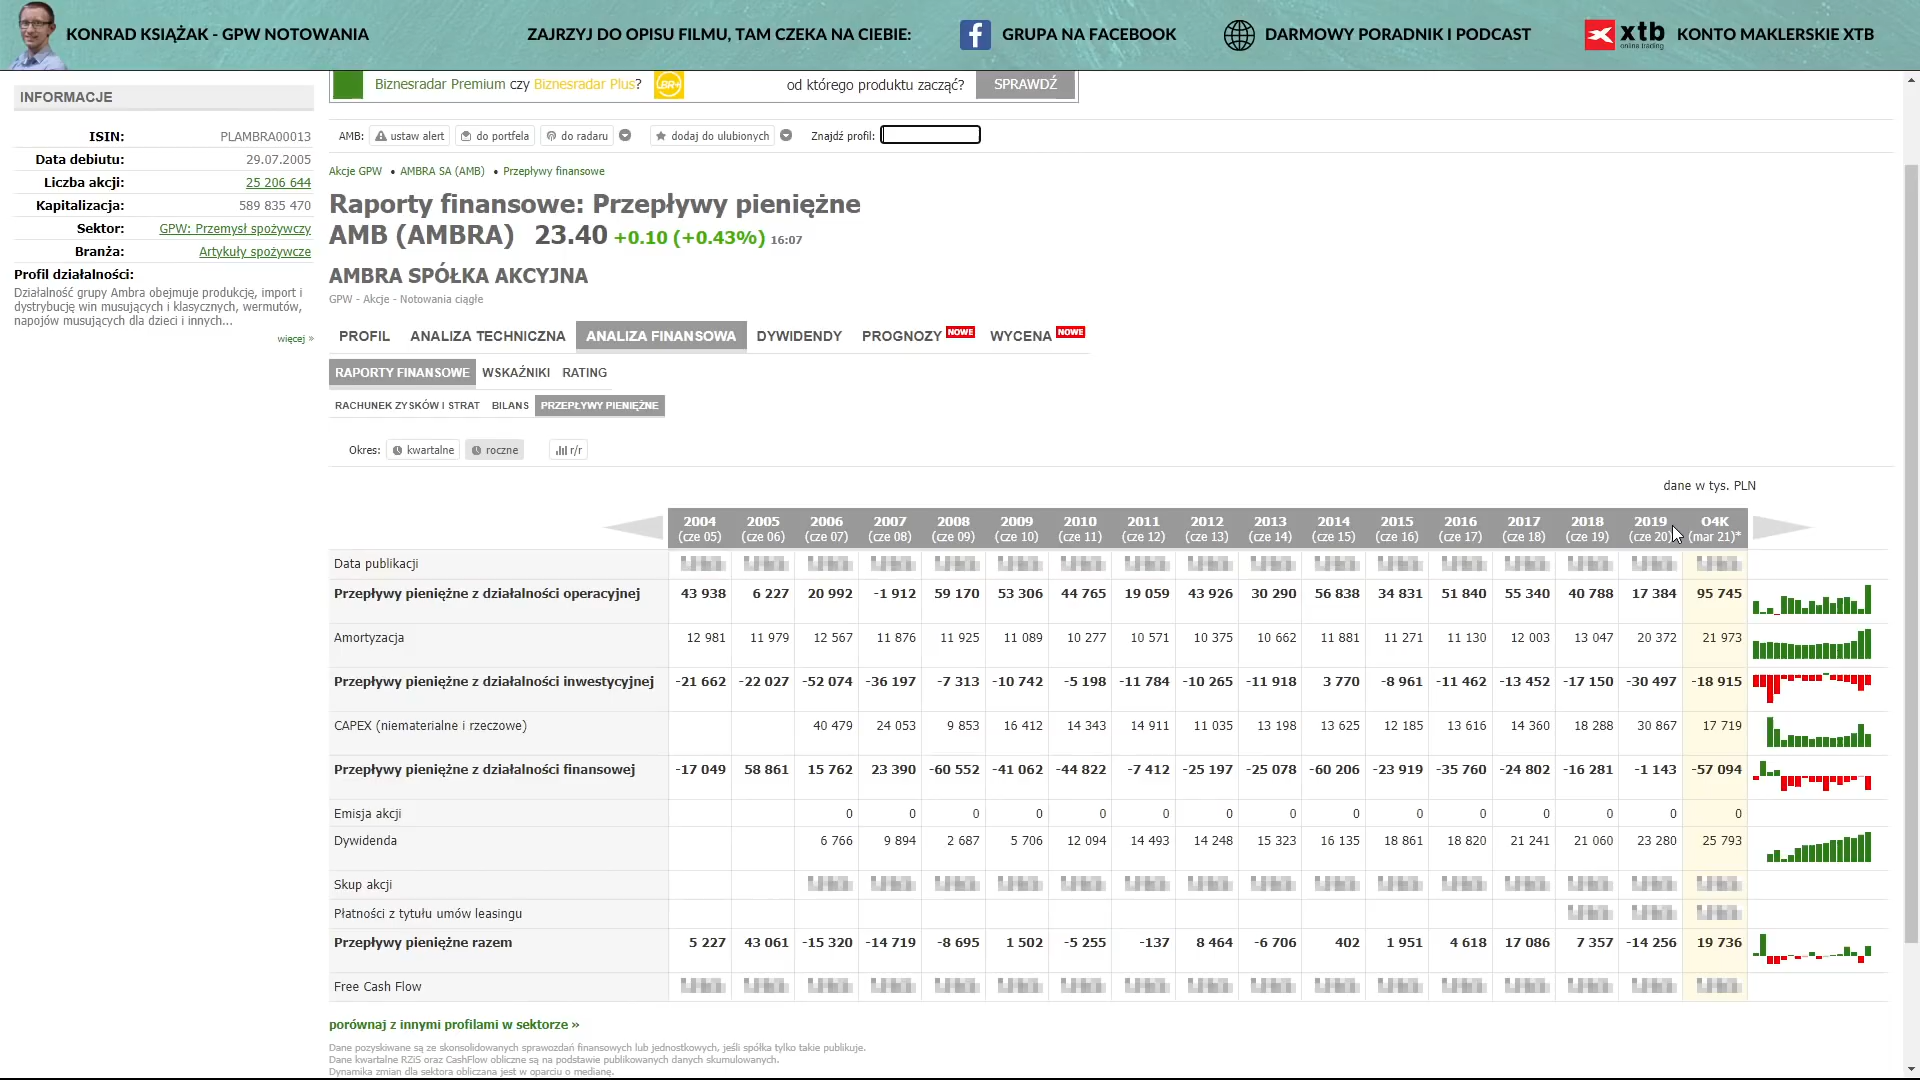 KONRAD KSIĄŻAK - GPW NOTOWANIA
ZAJRZYJ DO OPISU FILMU, TAM CZEKA NA CIEBIE:
GRUPA NA FACEBOOK
DARMOWY PORADNIK I PODCAST
xtb
online trading
KONTO MAKLERSKIE XTB
Biznesradar Premium czy Biznesradar Plus? BR+ od którego produktu zacząć? SPRAWDŹ
INFORMACJE
ISIN: PLAMBRA00013
Data debiutu: 29.07.2005
Liczba akcji: 25 206 644
Kapitalizacja: 589 835 470
Sektor: GPW: Przemysł spożywczy
Branża: Artykuły spożywcze
Profil działalności:
Działalność grupy Ambra obejmuje produkcję, import i
dystrybucję win musujących i klasycznych, wermutów,
napojów musujących dla dzieci i innych...
więcej »
AMB: ustaw alert do portfela do radaru dodaj do ulubionych Znajdź profil:
Akcje GPW • AMBRA SA (AMB) • Przepływy finansowe
Raporty finansowe: Przepływy pieniężne
AMB (AMBRA) 23.40 +0.10 (+0.43%) 16:07
AMBRA SPÓŁKA AKCYJNA
GPW - Akcje - Notowania ciągłe
PROFIL ANALIZA TECHNICZNA ANALIZA FINANSOWA DYWIDENDY PROGNOZY NOWE WYCENA NOWE
RAPORTY FINANSOWE WSKAŹNIKI RATING
RACHUNEK ZYSKÓW I STRAT BILANS PRZEPŁYWY PIENIĘŻNE
Okres: kwartalne roczne r/r
dane w tys. PLN
2004 2005 2006 2007 2008 2009 2010 2011 2012 2013 2014 2015 2016 2017 2018 2019 O4K
(cze 05) (cze 06) (cze 07) (cze 08) (cze 09) (cze 10) (cze 11) (cze 12) (cze 13) (cze 14) (cze 15) (cze 16) (cze 17) (cze 18) (cze 19) (cze 20) (mar 21)*
Data publikacji
Przepływy pieniężne z działalności operacyjnej 43 938 6 227 20 992 -1 912 59 170 53 306 44 765 19 059 43 926 30 290 56 838 34 831 51 840 55 340 40 788 17 384 95 745
Amortyzacja 12 981 11 979 12 567 11 876 11 925 11 089 10 277 10 571 10 375 10 662 11 881 11 271 11 130 12 003 13 047 20 372 21 973
Przepływy pieniężne z działalności inwestycyjnej -21 662 -22 027 -52 074 -36 197 -7 313 -10 742 -5 198 -11 784 -10 265 -11 918 3 770 -8 961 -11 462 -13 452 -17 150 -30 497 -18 915
CAPEX (niematerialne i rzeczowe) 40 479 24 053 9 853 16 412 14 343 14 911 11 035 13 198 13 625 12 185 13 616 14 360 18 288 30 867 17 719
Przepływy pieniężne z działalności finansowej -17 049 58 861 15 762 23 390 -60 552 -41 062 -44 822 -7 412 -25 197 -25 078 -60 206 -23 919 -35 760 -24 802 -16 281 -1 143 -57 094
Emisja akcji 0 0 0 0 0 0 0 0 0 0 0 0 0 0 0
Dywidenda 6 766 9 894 2 687 5 706 12 094 14 493 14 248 15 323 16 135 18 861 18 820 21 241 21 060 23 280 25 793
Skup akcji
Płatności z tytułu umów leasingu
Przepływy pieniężne razem 5 227 43 061 -15 320 -14 719 -8 695 1 502 -5 255 -137 8 464 -6 706 402 1 951 4 618 17 086 7 357 -14 256 19 736
Free Cash Flow
porównaj z innymi profilami w sektorze »
Dane pozyskiwane są ze skonsolidowanych sprawozdań finansowych lub jednostkowych, jeśli spółka tylko takie publikuje.
Dane kwartalne RZiS oraz CashFlow obliczne są na podstawie publikowanych danych skumulowanych.
Dynamika zmian dla sektora obliczana jest w oparciu o medianę.